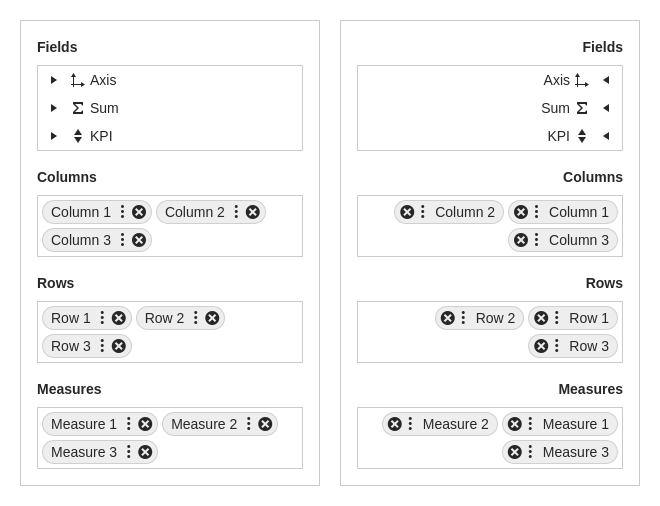 Fields
Axis
Sum
KPI
Columns
Column 1 Column 2
Column 3
Rows
Row 1 Row 2
Row 3
Measures
Measure 1 Measure 2
Measure 3
Fields
Axis
Sum
KPI
Columns
Column 2 Column 1
Column 3
Rows
Row 2 Row 1
Row 3
Measures
Measure 2 Measure 1
Measure 3